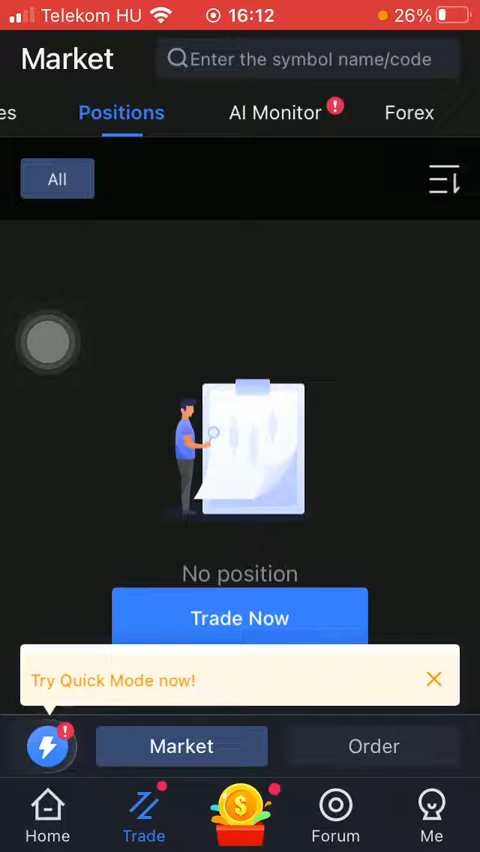 Telekom HU 16:12 26%
Market
Enter the symbol name/code
es Positions AI Monitor ! Forex
All
No position
Trade Now
Try Quick Mode now!
! Market Order
$
Home Trade Forum Me